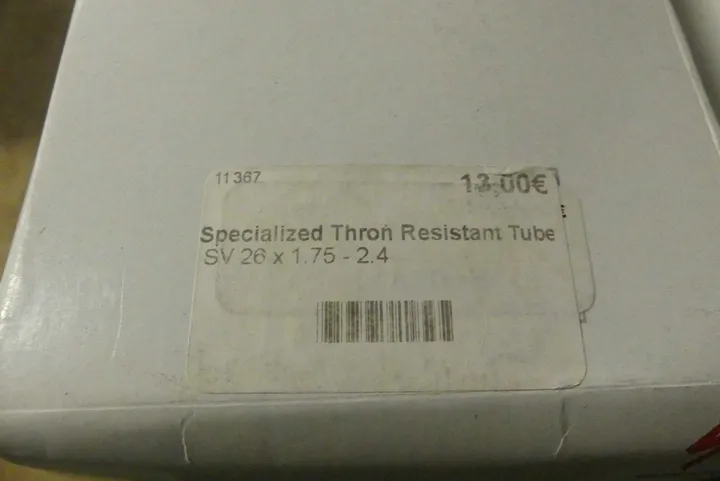 11367
13,00€
Specialized Thron Resistant Tube
SV 26 x 1.75 - 2.4